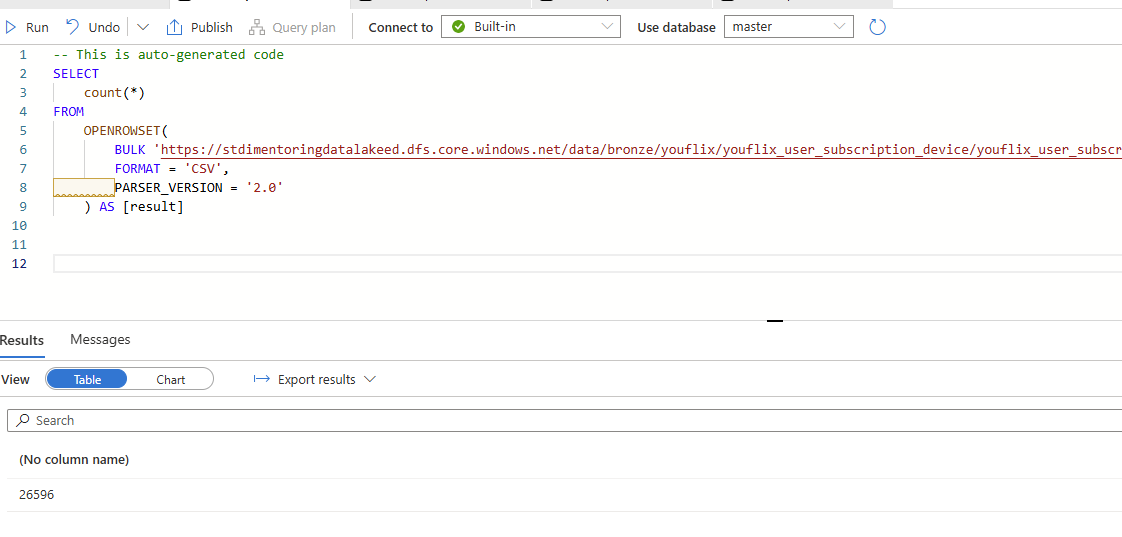 Run Undo Publish Query plan Connect to Built-in Use database master
1 -- This is auto-generated code
2 SELECT
3 count(*)
4 FROM
5 OPENROWSET(
6 BULK 'https://stdimentoringdatalakeed.dfs.core.windows.net/data/bronze/youflix/youflix_user_subscription_device/youflix_user_subscr
7 FORMAT = 'CSV',
8 PARSER_VERSION = '2.0'
9 ) AS [result]
10
11
12
Results Messages
View Table Chart Export results
Search
(No column name)
26596